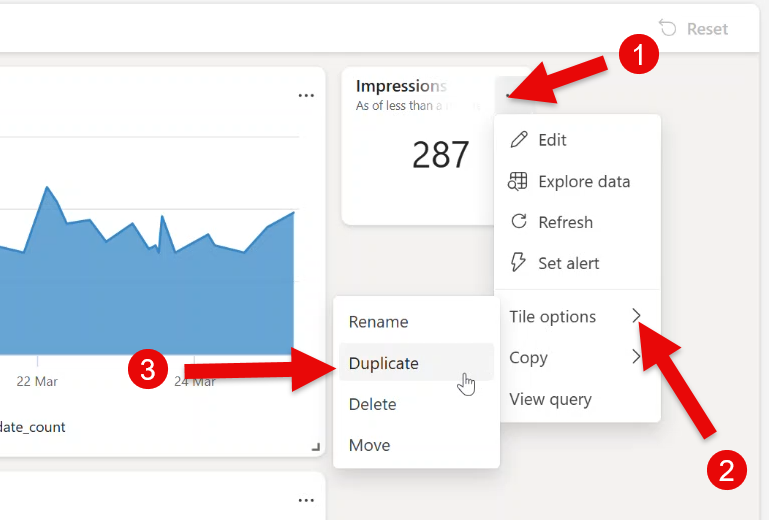 Reset
1
Impressions
As of less than a
287
Edit
Explore data
Refresh
Set alert
Tile options
Copy
View query
Rename
3
Duplicate
Delete
Move
2
22 Mar
24 Mar
date_count